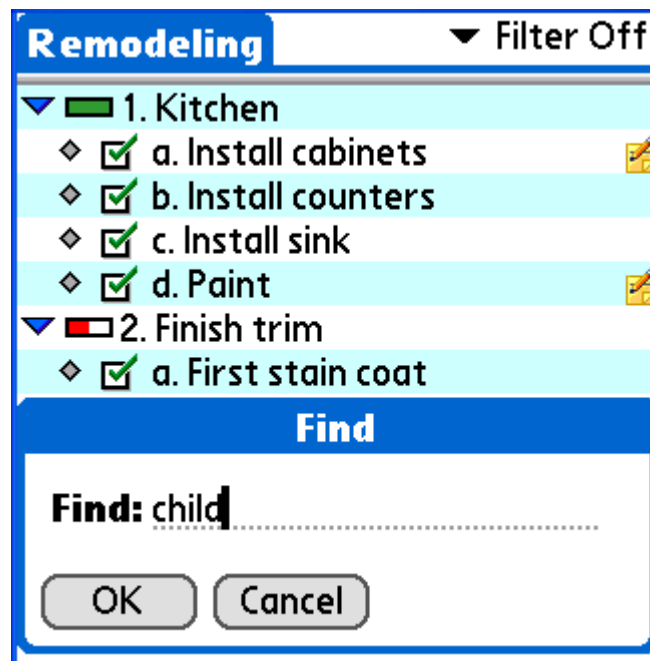 Remodeling Filter Off
1. Kitchen
a. Install cabinets
b. Install counters
c. Install sink
d. Paint
2. Finish trim
a. First stain coat
Find
Find: child
OK Cancel